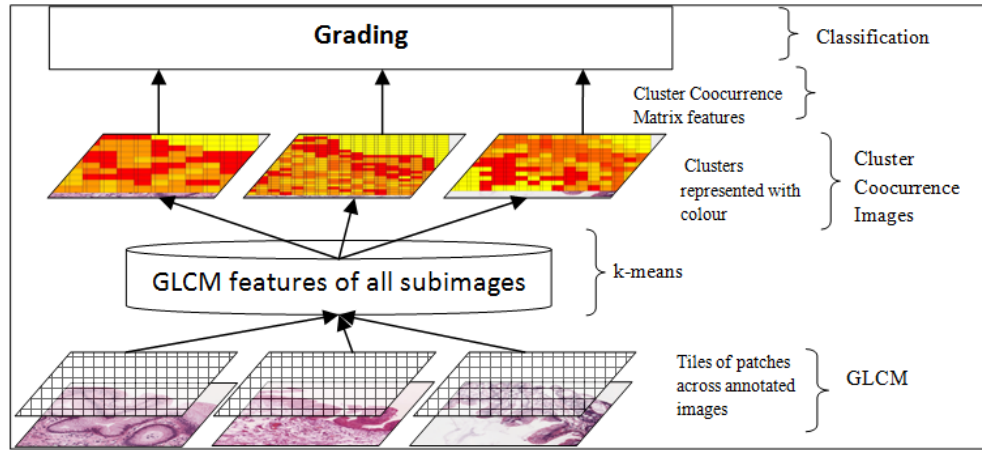 Grading
Classification
Cluster Coocurrence
Matrix features
Clusters
represented with
colour
Cluster
Coocurrence
Images
GLCM features of all subimages
k-means
Tiles of patches
across annotated
images
GLCM